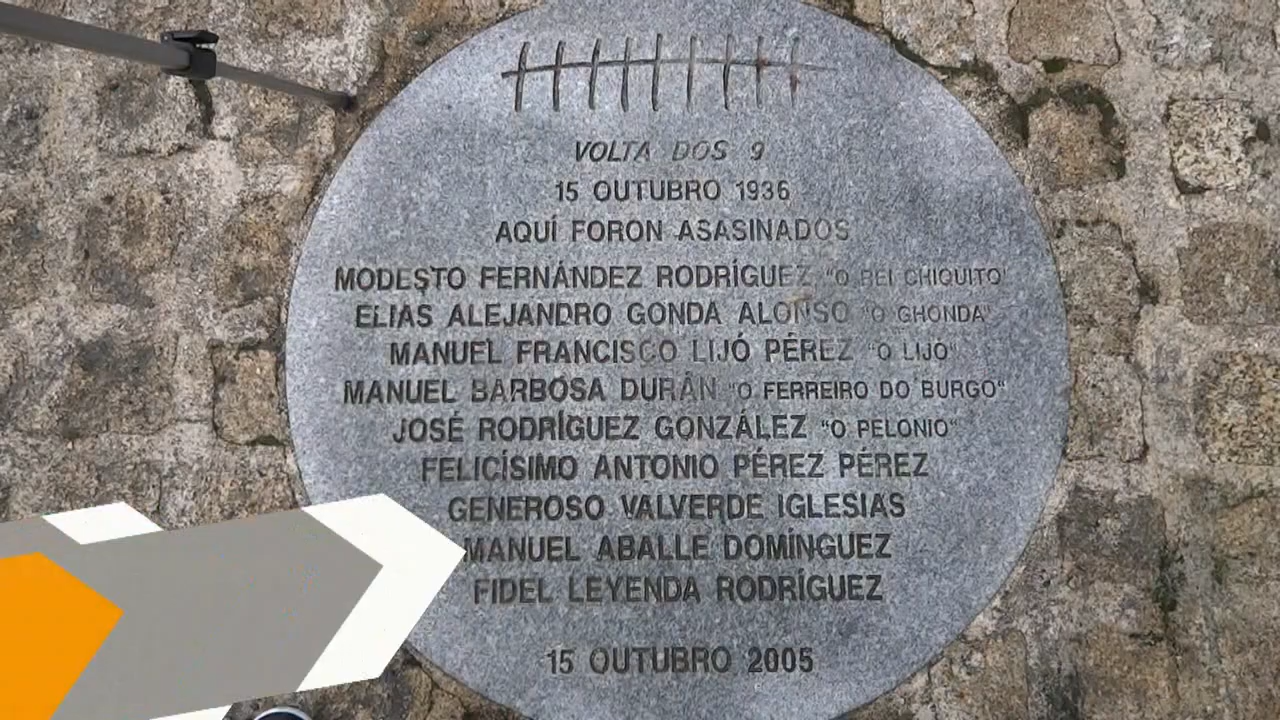 VOLTA DOS 9
15 OUTUBRO 1936
AQUÍ FORON ASASINADOS
MODESTO FERNÁNDEZ RODRÍGUEZ "O REI CHIQUITO"
ELIAS ALEJANDRO GONDA ALONSO "O GHONDA"
MANUEL FRANCISCO LIJÓ PÉREZ "O LIJO"
MANUEL BARBOSA DURÁN "O FERREIRO DO BURGO"
JOSÉ RODRÍGUEZ GONZÁLEZ "O PELONIO"
FELICÍSIMO ANTONIO PÉREZ PÉREZ
GENEROSO VALVERDE IGLESIAS
MANUEL ABALLE DOMÍNGUEZ
FIDEL LEYENDA RODRÍGUEZ
15 OUTUBRO 2005